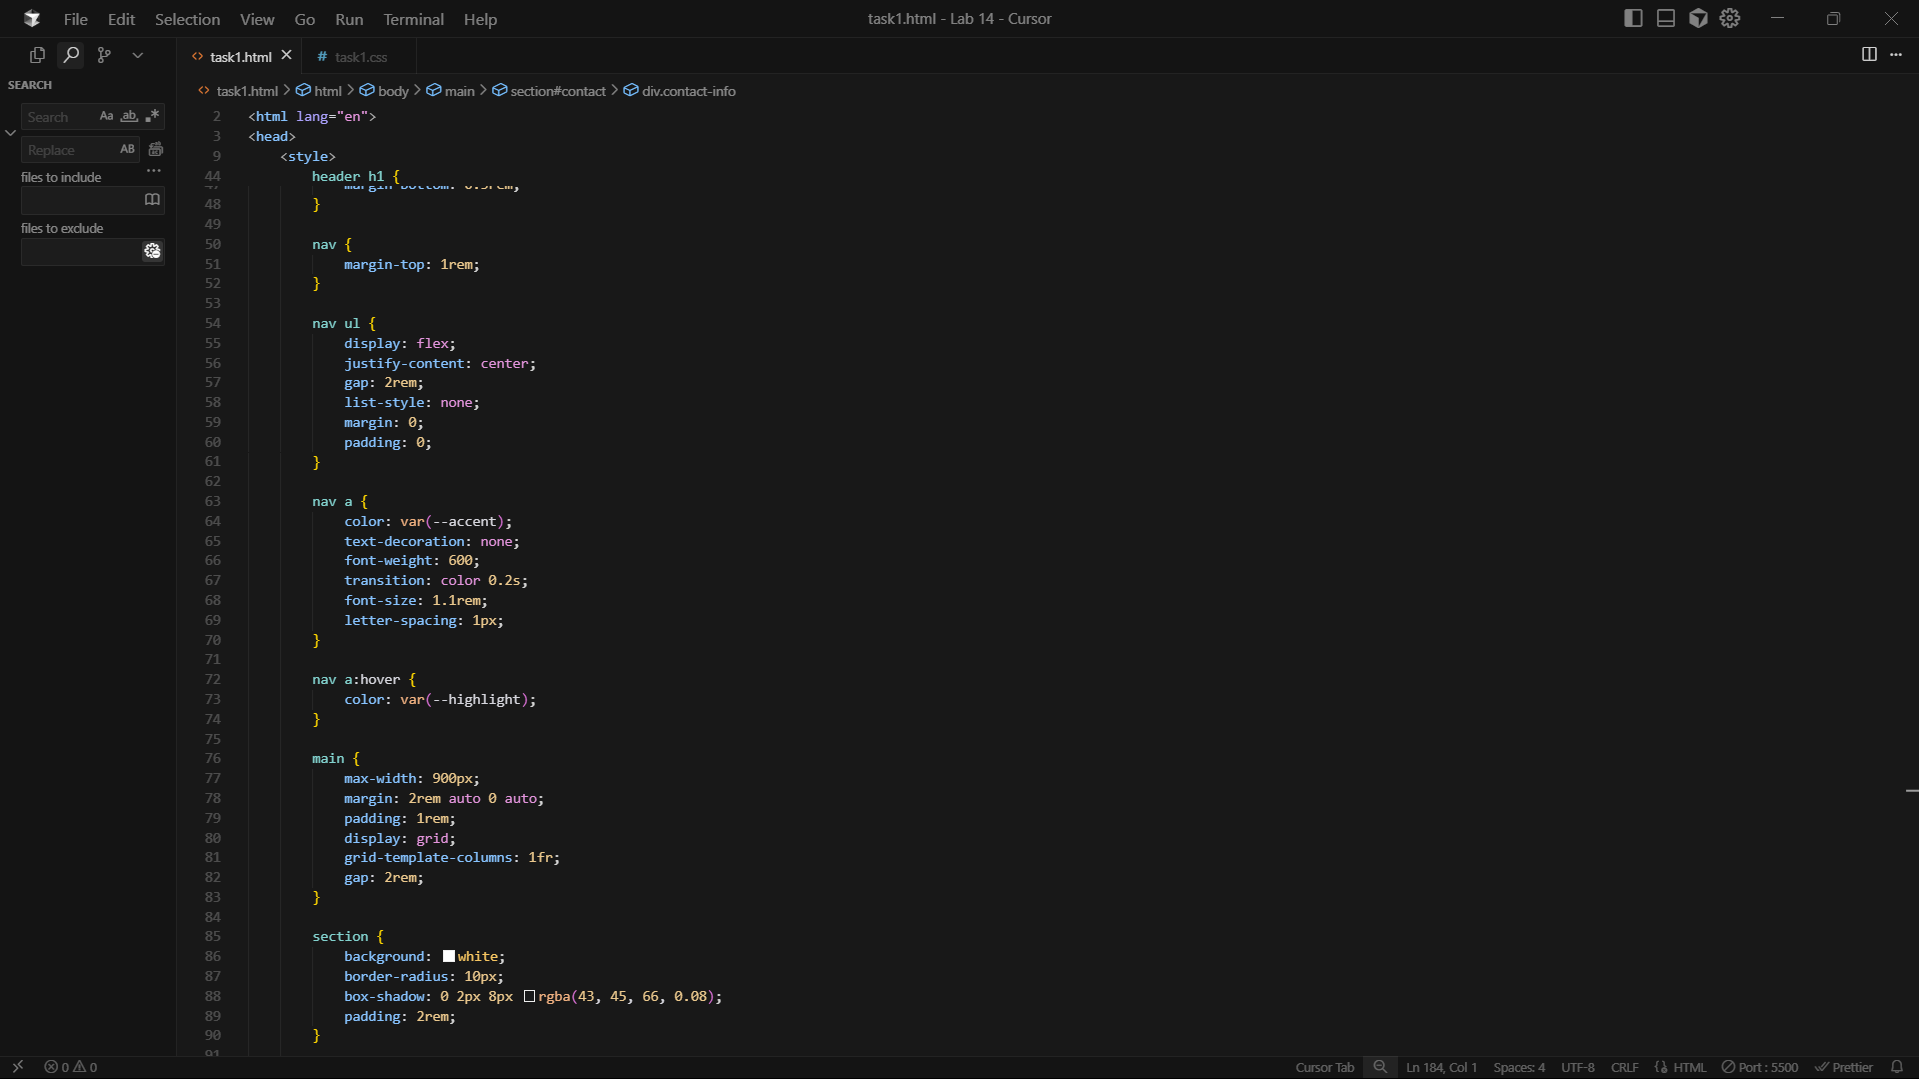 File Edit Selection View Go Run Terminal Help
task1.html - Lab 14 - Cursor
task1.html
# task1.css
SEARCH
Search
Aa ab .*
Replace
AB
files to include
files to exclude
task1.html > html > body > main > section#contact > div.contact-info
2 <html lang="en">
3 <head>
9 <style>
44 header h1 {
47 margin-bottom: 0.5rem;
48 }
49
50 nav {
51 margin-top: 1rem;
52 }
53
54 nav ul {
55 display: flex;
56 justify-content: center;
57 gap: 2rem;
58 list-style: none;
59 margin: 0;
60 padding: 0;
61 }
62
63 nav a {
64 color: var(--accent);
65 text-decoration: none;
66 font-weight: 600;
67 transition: color 0.2s;
68 font-size: 1.1rem;
69 letter-spacing: 1px;
70 }
71
72 nav a:hover {
73 color: var(--highlight);
74 }
75
76 main {
77 max-width: 900px;
78 margin: 2rem auto 0 auto;
79 padding: 1rem;
80 display: grid;
81 grid-template-columns: 1fr;
82 gap: 2rem;
83 }
84
85 section {
86 background: white;
87 border-radius: 10px;
88 box-shadow: 0 2px 8px rgba(43, 45, 66, 0.08);
89 padding: 2rem;
90 }
91
0 0
Cursor Tab
Ln 184, Col 1
Spaces: 4
UTF-8
CRLF
{} HTML
Port : 5500
Prettier